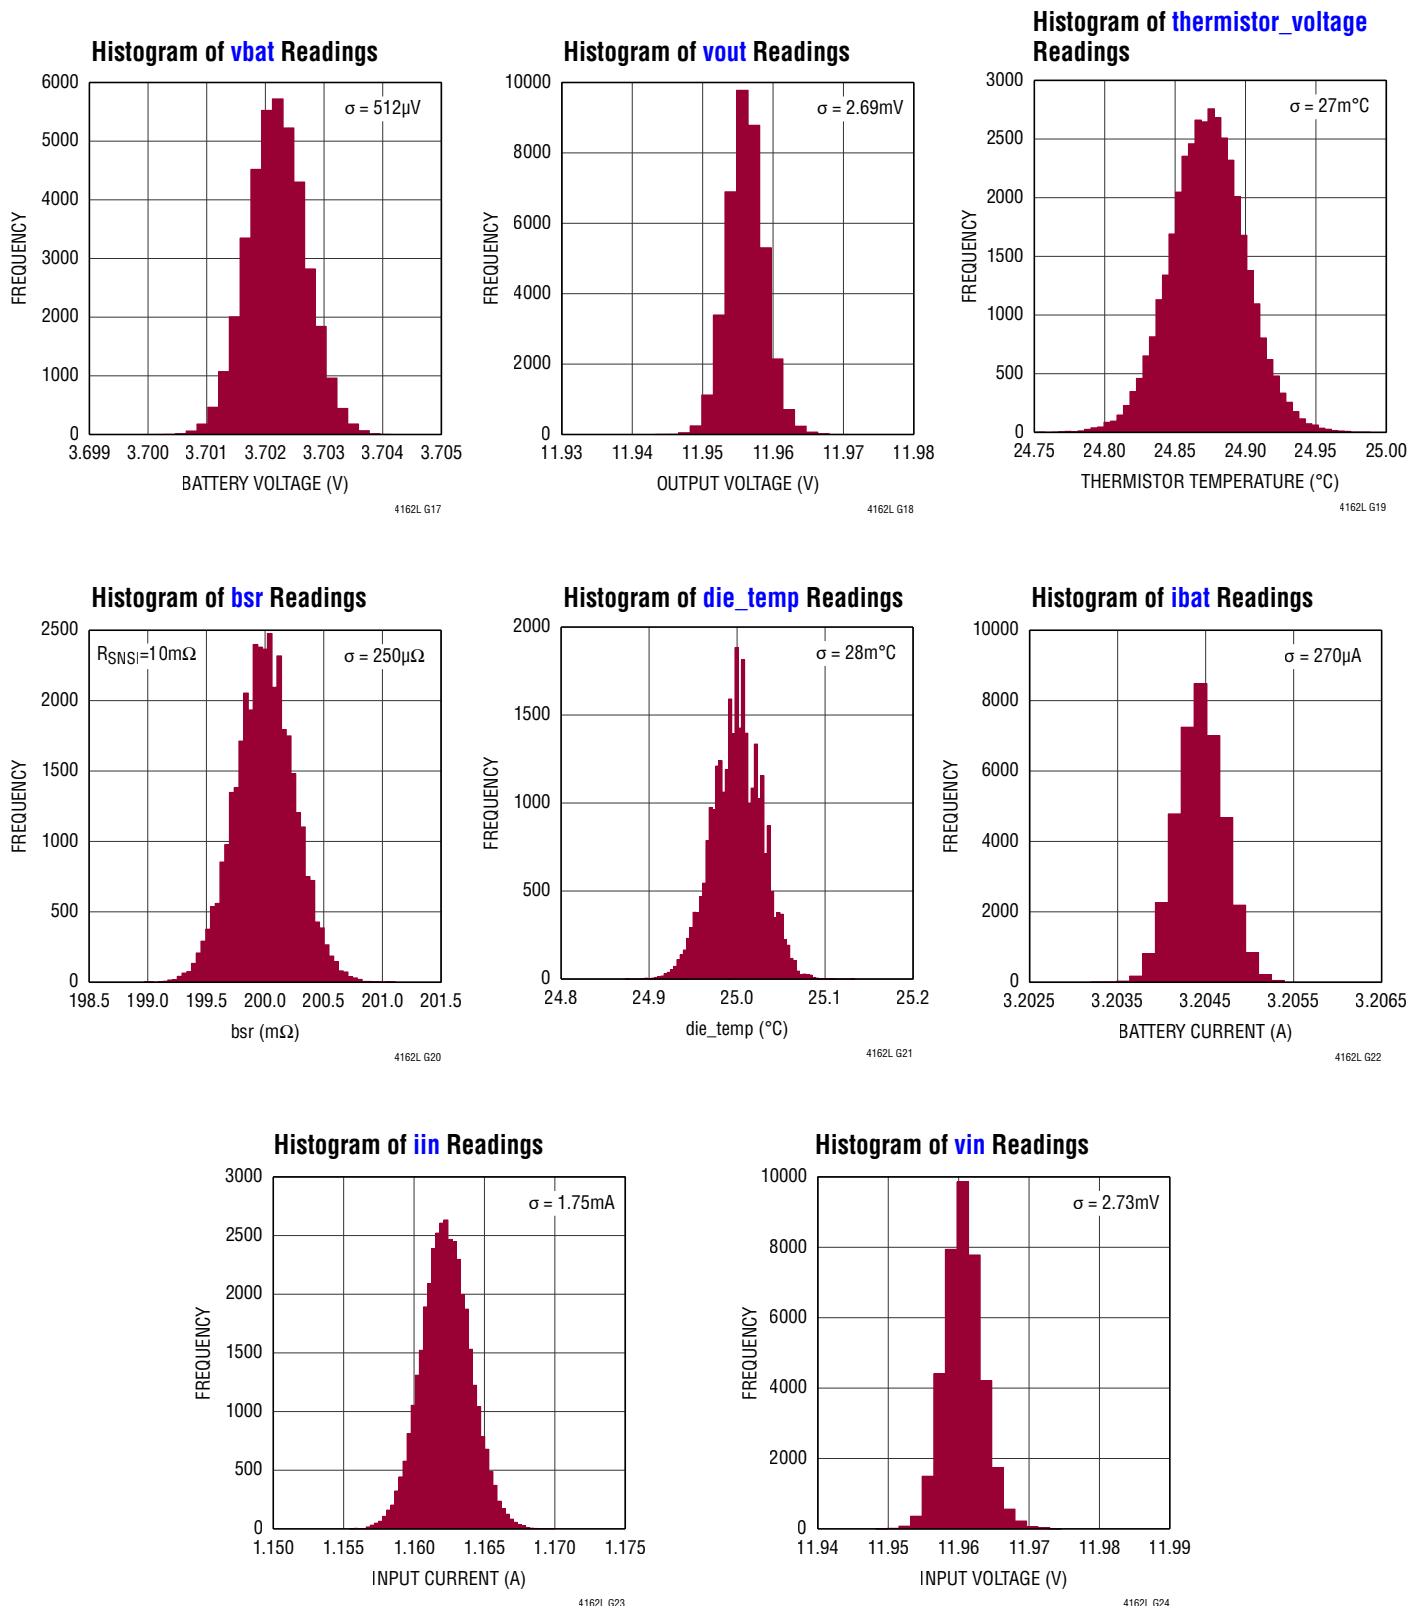 Histogram of vbat Readings
6000
5000
4000
3000
2000
1000
0
FREQUENCY
σ = 512µV
3.699 3.700 3.701 3.702 3.703 3.704 3.705
BATTERY VOLTAGE (V)
4162L G17
Histogram of vout Readings
10000
8000
6000
4000
2000
0
FREQUENCY
σ = 2.69mV
11.93 11.94 11.95 11.96 11.97 11.98
OUTPUT VOLTAGE (V)
4162L G18
Histogram of thermistor_voltage
Readings
3000
2500
2000
1500
1000
500
0
FREQUENCY
σ = 27m°C
24.75 24.80 24.85 24.90 24.95 25.00
THERMISTOR TEMPERATURE (°C)
4162L G19
Histogram of bsr Readings
2500
2000
1500
1000
500
0
FREQUENCY
RSNSI=10mΩ
σ = 250µΩ
198.5 199.0 199.5 200.0 200.5 201.0 201.5
bsr (mΩ)
4162L G20
Histogram of die_temp Readings
2000
1500
1000
500
0
FREQUENCY
σ = 28m°C
24.8 24.9 25.0 25.1 25.2
die_temp (°C)
4162L G21
Histogram of ibat Readings
10000
8000
6000
4000
2000
0
FREQUENCY
σ = 270µA
3.2025 3.2035 3.2045 3.2055 3.2065
BATTERY CURRENT (A)
4162L G22
Histogram of iin Readings
3000
2500
2000
1500
1000
500
0
FREQUENCY
σ = 1.75mA
1.150 1.155 1.160 1.165 1.170 1.175
INPUT CURRENT (A)
4162L G23
Histogram of vin Readings
10000
8000
6000
4000
2000
0
FREQUENCY
σ = 2.73mV
11.94 11.95 11.96 11.97 11.98 11.99
INPUT VOLTAGE (V)
4162L G24